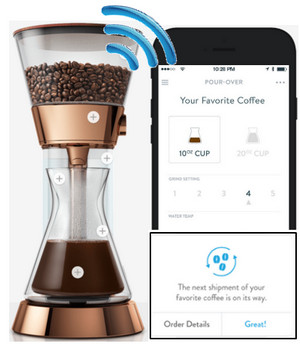 10:26 PM
POUR-OVER
Your Favorite Coffee
10OZ CUP
20OZ CUP
GRIND SETTING
1 2 3 4 5
WATER TEMP
The next shipment of your
favorite coffee is on its way.
Order Details
Great!